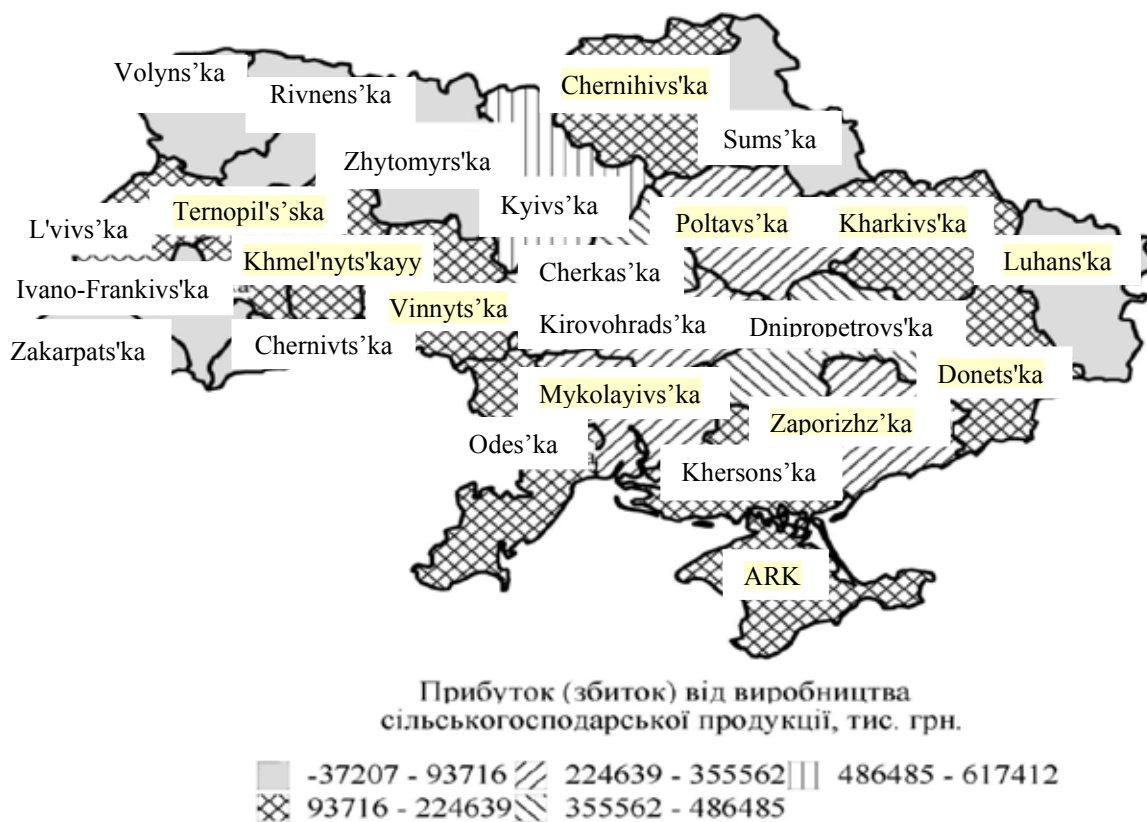 Volyns’ka
Rivnens’ka
Chernihivs'ka
Sums’ka
Zhytomyrs'ka
Kyivs’ka
Ternopil's’ska
L'vivs’ka
Poltavs’ka
Kharkivs'ka
Khmel'nyts'kayy
Cherkas’ka
Luhans'ka
Ivano-Frankivs'ka
Vinnyts’ka
Kirovohrads’ka
Dnipropetrovs'ka
Zakarpats'ka
Chernivts’ka
Donets'ka
Mykolayivs’ka
Zaporizhz’ka
Odes’ka
Khersons’ka
ARK
Прибуток (збиток) від виробництва
сільськогосподарської продукції, тис. грн.
-37207 - 93716 224639 - 355562 486485 - 617412
93716 - 224639 355562 - 486485